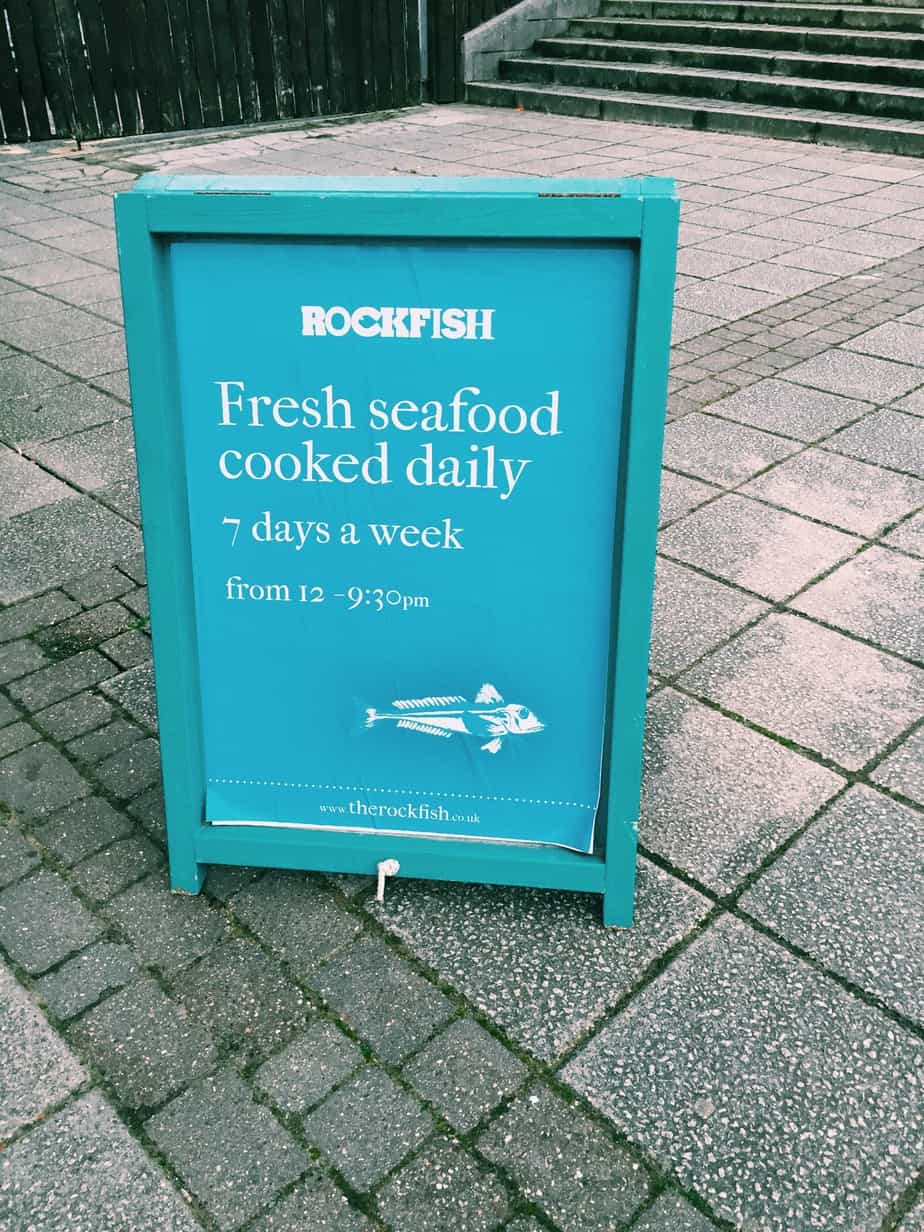 ROCKFISH
Fresh seafood
cooked daily
7 days a week
from 12 -9:30pm
www.therockfish.co.uk